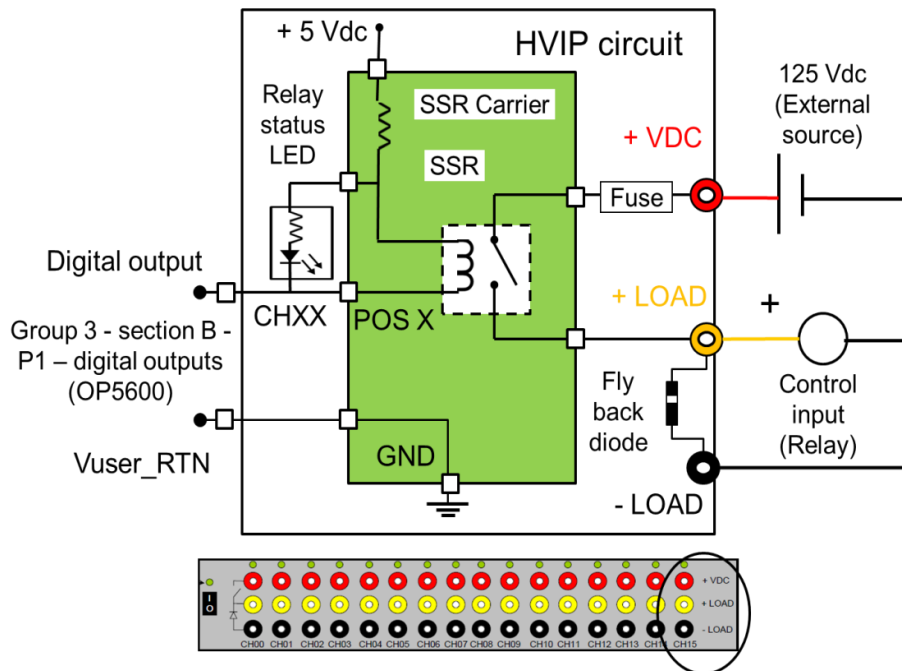 + 5 Vdc
HVIP circuit
125 Vdc
(External
source)
Relay
status
LED
SSR Carrier
SSR
+ VDC
Fuse
Digital output
CHXX
POS X
+ LOAD
+
Group 3 - section B -
P1 – digital outputs
(OP5600)
Fly
back
diode
Control
input
(Relay)
Vuser_RTN
GND
- LOAD
I
O
+ VDC
+ LOAD
- LOAD
CH00 CH01 CH02 CH03 CH04 CH05 CH06 CH07 CH08 CH09 CH10 CH11 CH12 CH13 CH14 CH15